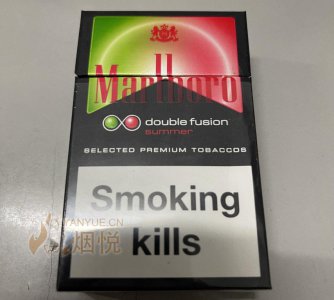 Marlboro
double fusion
summer
SELECTED PREMIUM TOBACCOS
Smoking
kills
YANYUE.CN
烟悦